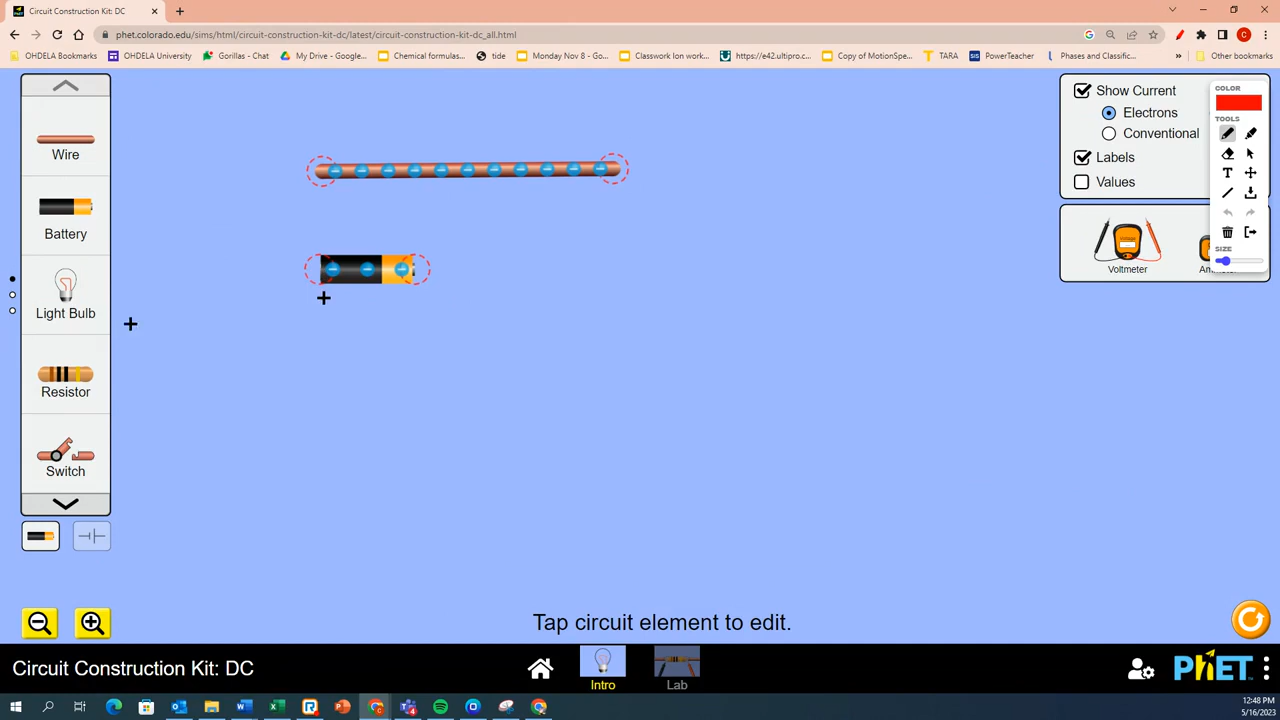 Circuit Construction Kit: DC
phet.colorado.edu/sims/html/circuit-construction-kit-dc/latest/circuit-construction-kit-dc_all.html
OHDELA Bookmarks
OHDELA University
Gorillas - Chat
My Drive - Google...
Chemical formulas...
tide
Monday Nov 8 - Go...
Classwork Ion work...
https://e42.ultipro.c...
Copy of MotionSpe...
TARA
SIS
PowerTeacher
Phases and Classific...
Other bookmarks
Wire
Battery
Light Bulb
Resistor
Switch
Show Current
Electrons
Conventional
Labels
Values
Voltmeter
Am
COLOR
TOOLS
SIZE
Tap circuit element to edit.
Circuit Construction Kit: DC
Intro
Lab
PhET
12:48 PM
5/16/2023